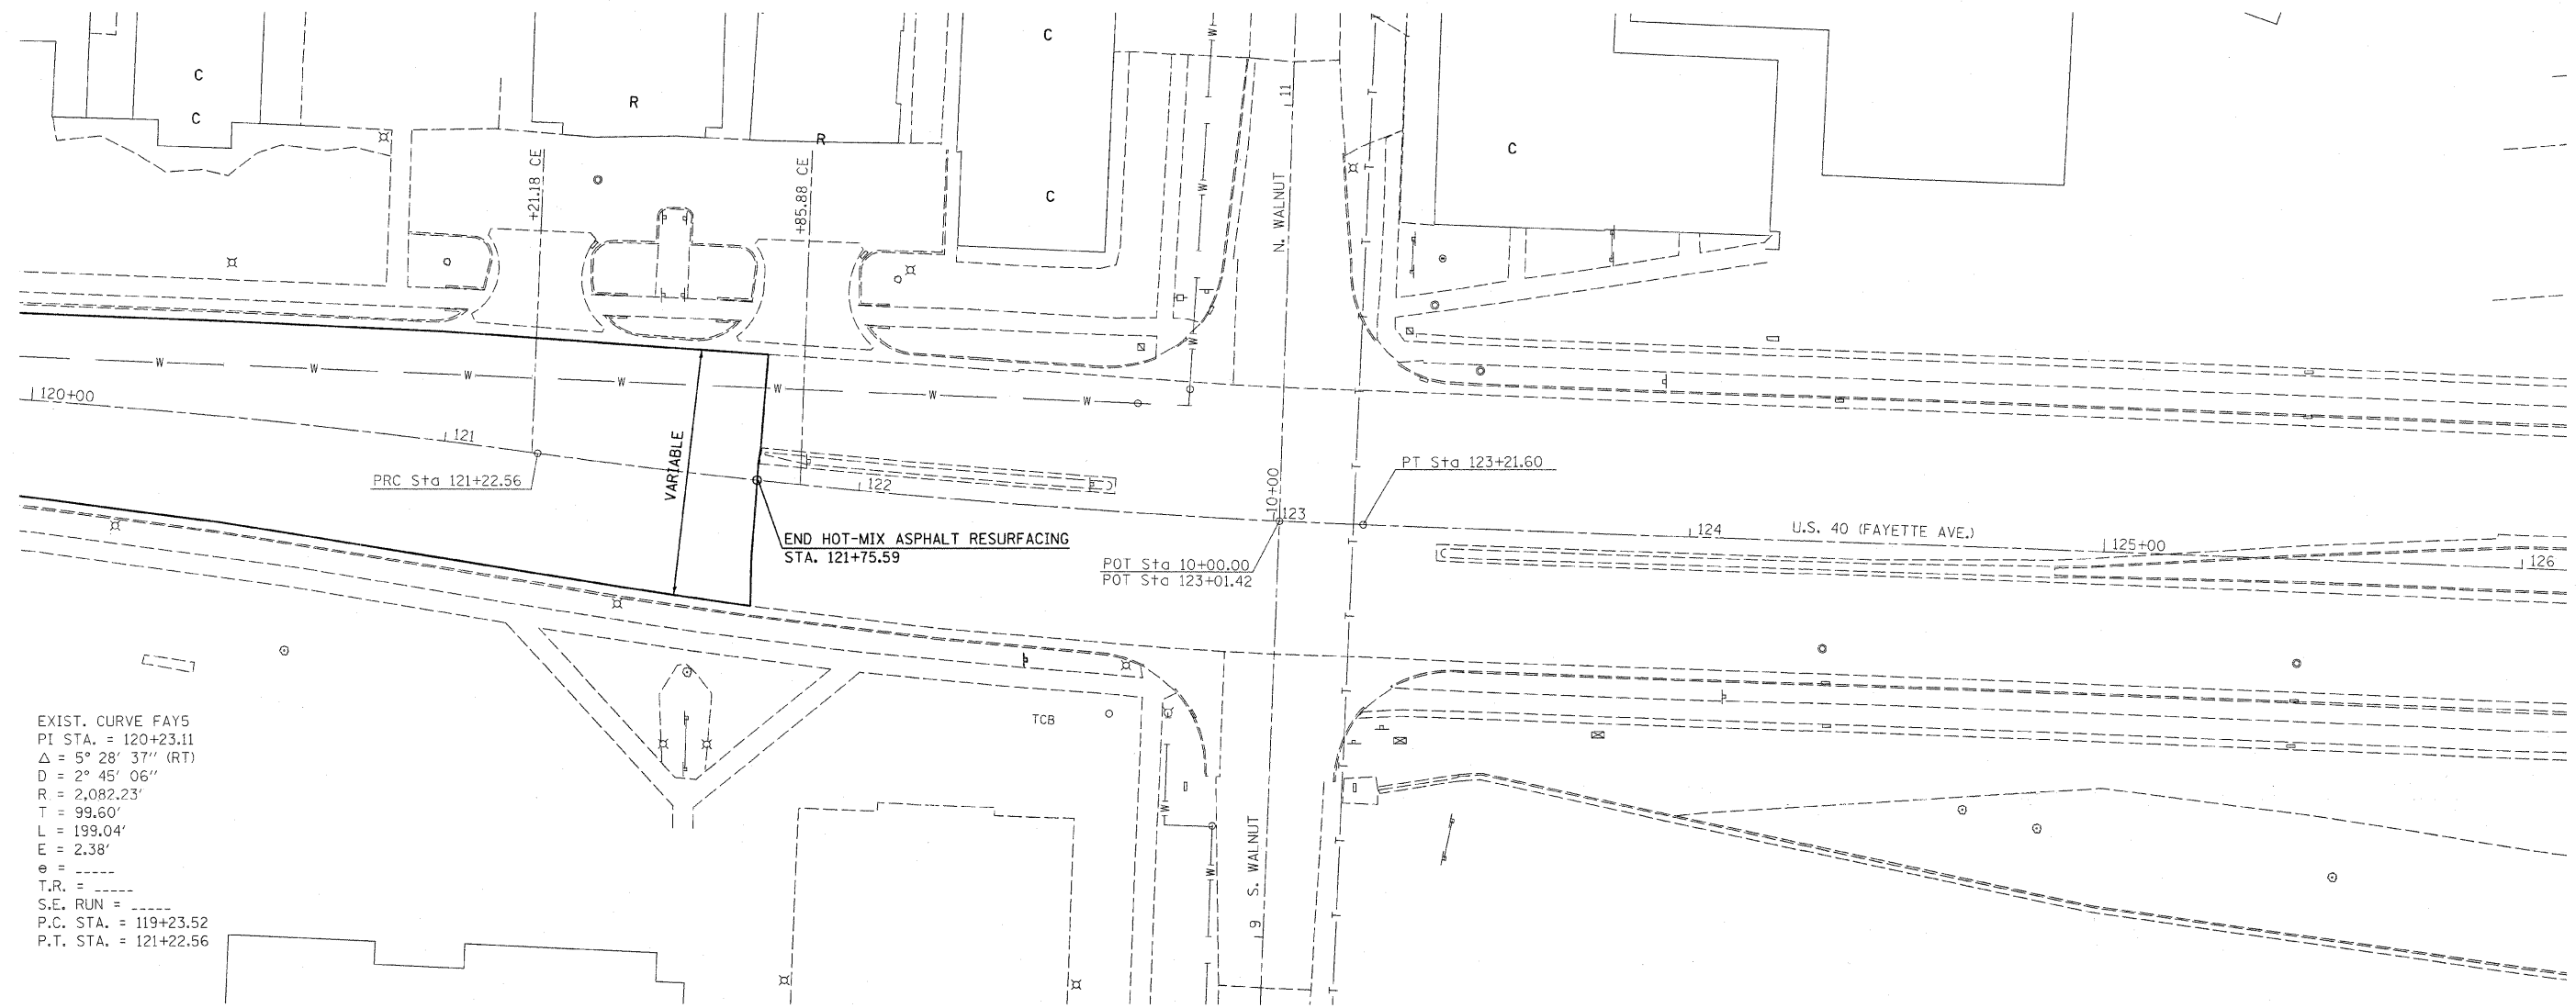 C
C
R
R
C
C
C
W
11
+21.18 CE
+85.88 CE
N. WALNUT
W
W
T
T
T
T
W
W
W
W
W
W
W
W
120+00
121
122
10+00
123
124
125+00
126
VARIABLE
PRC Sta 121+22.56
PT Sta 123+21.60
U.S. 40 (FAYETTE AVE.)
END HOT-MIX ASPHALT RESURFACING
STA. 121+75.59
POT Sta 10+00.00
POT Sta 123+01.42
T
T
T
TCB
W
W
S. WALNUT
9
T
T
T
EXIST. CURVE FAY5
PI STA. = 120+23.11
Δ = 5° 28' 37" (RT)
D = 2° 45' 06"
R = 2,082.23'
T = 99.60'
L = 199.04'
E = 2.38'
e = _____
T.R. = _____
S.E. RUN = _____
P.C. STA. = 119+23.52
P.T. STA. = 121+22.56